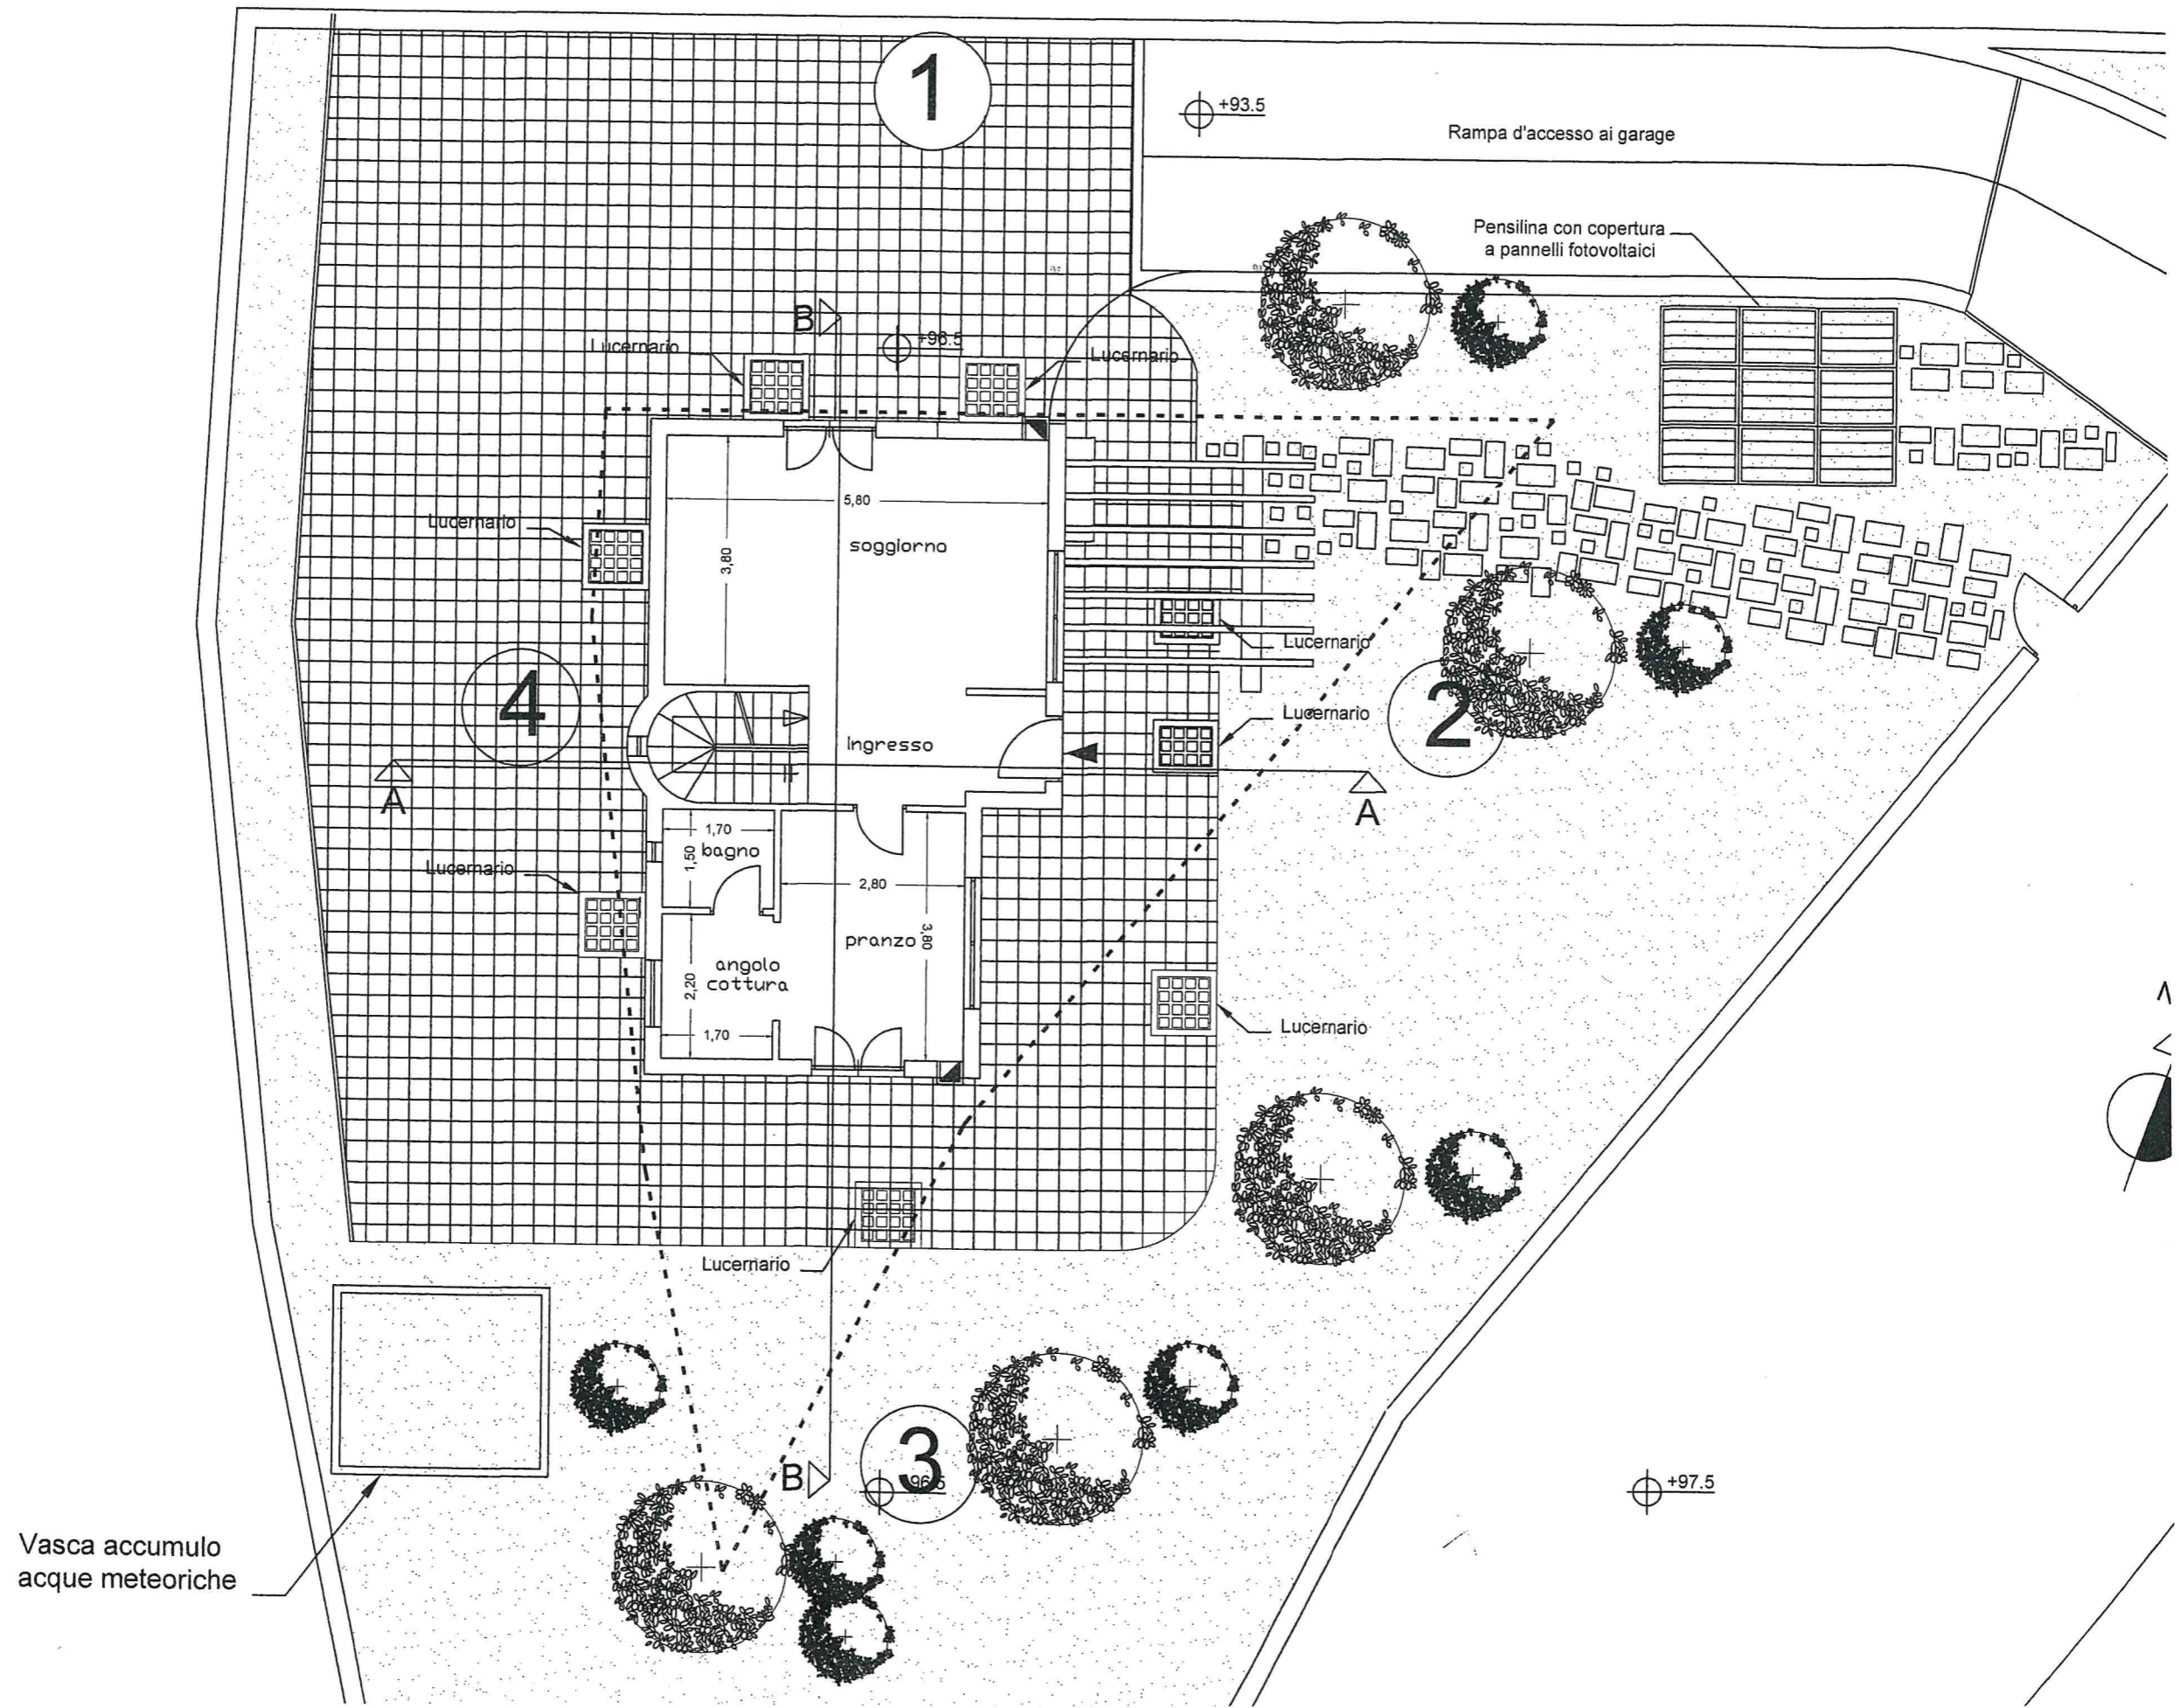 1
+93.5
Rampa d'accesso ai garage
Pensilina con copertura
a pannelli fotovoltaici
B
+96.5
Lucernario
Lucernario
5,80
Lucernario
soggiorno
3,80
Lucernario
4
2
Lucernario
Ingresso
A
A
1,70
bagno
1,50
Lucernario
2,80
pranzo
3,80
angolo
cottura
2,20
1,70
Lucernario
Lucernario
3
B
+97.5
Vasca accumulo
acque meteoriche